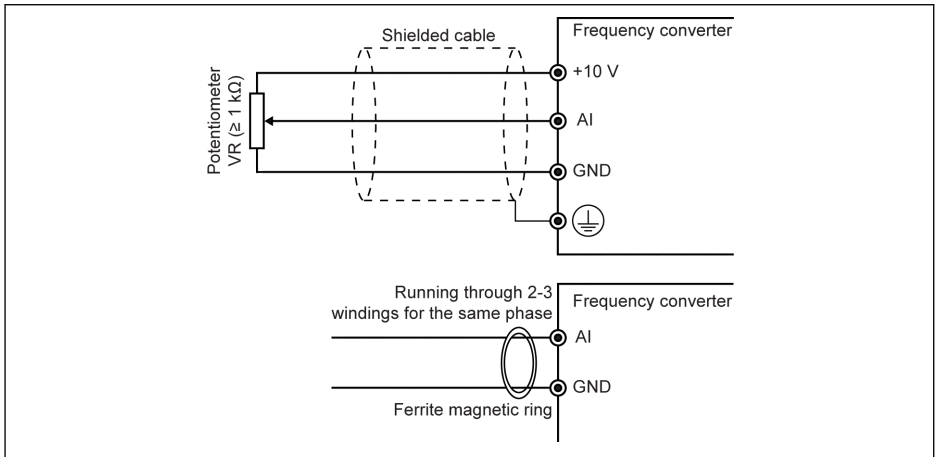 Shielded cable
Frequency converter
+10 V
Potentiometer
VR (≥ 1 kΩ)
AI
GND
Running through 2-3
windings for the same phase
Frequency converter
AI
GND
Ferrite magnetic ring